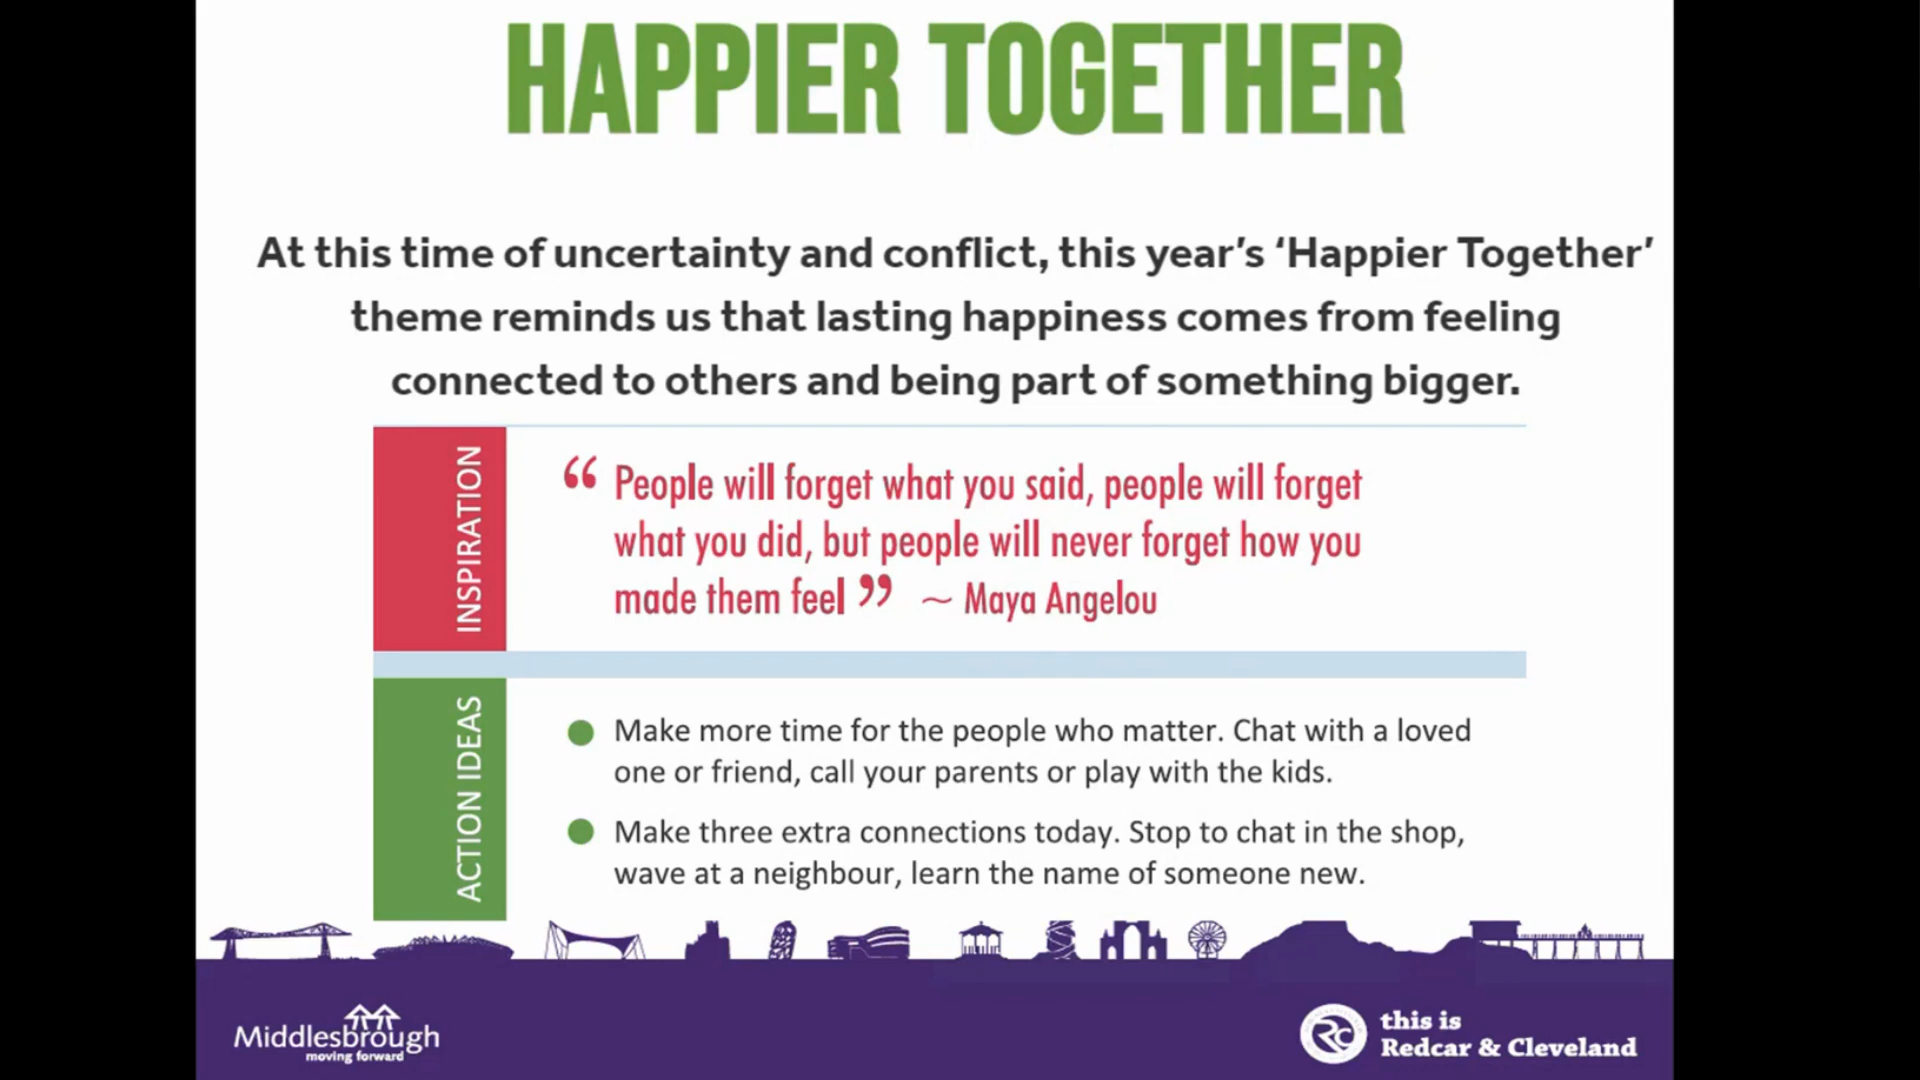 HAPPIER TOGETHER
At this time of uncertainty and conflict, this year’s ‘Happier Together’
theme reminds us that lasting happiness comes from feeling
connected to others and being part of something bigger.
INSPIRATION
“ People will forget what you said, people will forget
what you did, but people will never forget how you
made them feel ” ~ Maya Angelou
ACTION IDEAS
Make more time for the people who matter. Chat with a loved
one or friend, call your parents or play with the kids.
Make three extra connections today. Stop to chat in the shop,
wave at a neighbour, learn the name of someone new.
Middlesbrough
moving forward
RC
this is
Redcar & Cleveland